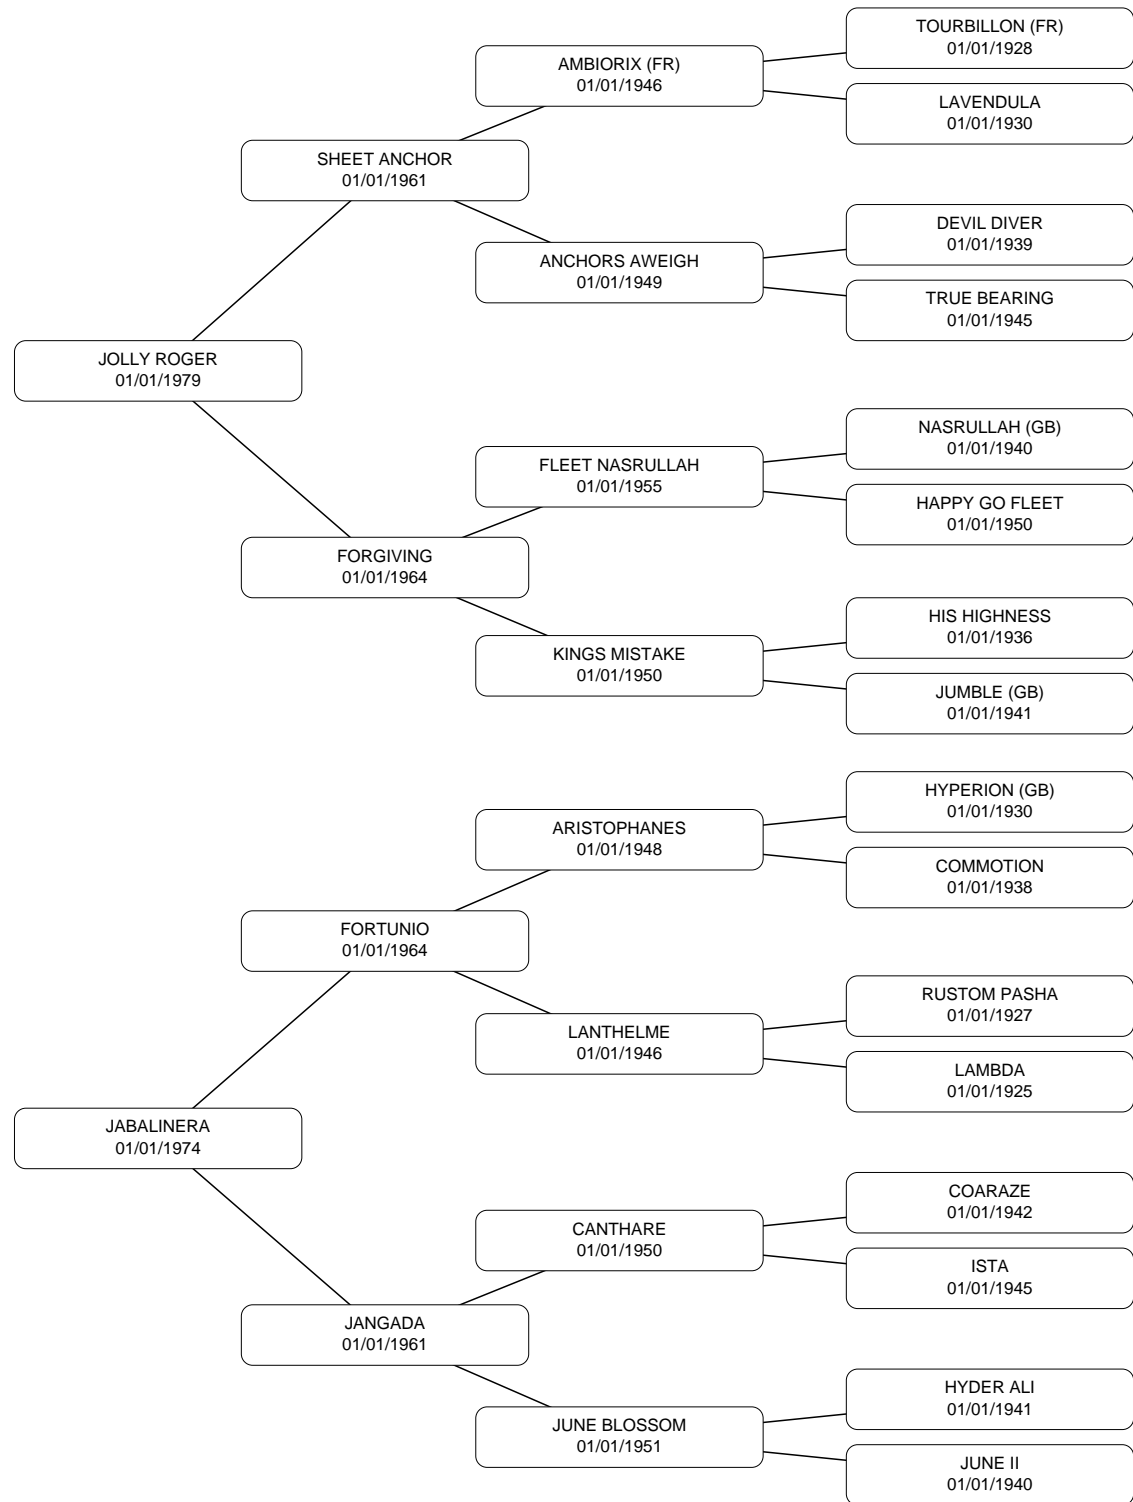 TOURBILLON (FR)
01/01/1928
AMBIORIX (FR)
01/01/1946
LAVENDULA
01/01/1930
SHEET ANCHOR
01/01/1961
DEVIL DIVER
01/01/1939
ANCHORS AWEIGH
01/01/1949
TRUE BEARING
01/01/1945
JOLLY ROGER
01/01/1979
NASRULLAH (GB)
01/01/1940
FLEET NASRULLAH
01/01/1955
HAPPY GO FLEET
01/01/1950
FORGIVING
01/01/1964
HIS HIGHNESS
01/01/1936
KINGS MISTAKE
01/01/1950
JUMBLE (GB)
01/01/1941
HYPERION (GB)
01/01/1930
ARISTOPHANES
01/01/1948
COMMOTION
01/01/1938
FORTUNIO
01/01/1964
RUSTOM PASHA
01/01/1927
LANTHELME
01/01/1946
LAMBDA
01/01/1925
JABALINERA
01/01/1974
COARAZE
01/01/1942
CANTHARE
01/01/1950
ISTA
01/01/1945
JANGADA
01/01/1961
HYDER ALI
01/01/1941
JUNE BLOSSOM
01/01/1951
JUNE II
01/01/1940